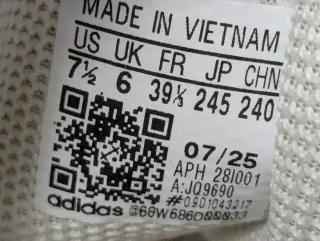 MADE IN VIETNAM
US UK FR JP CHN
7½ 6 39⅓ 245 240
07/25
APH 28I001
A:JQ9690
#0901043217
adidas @68W686D00033